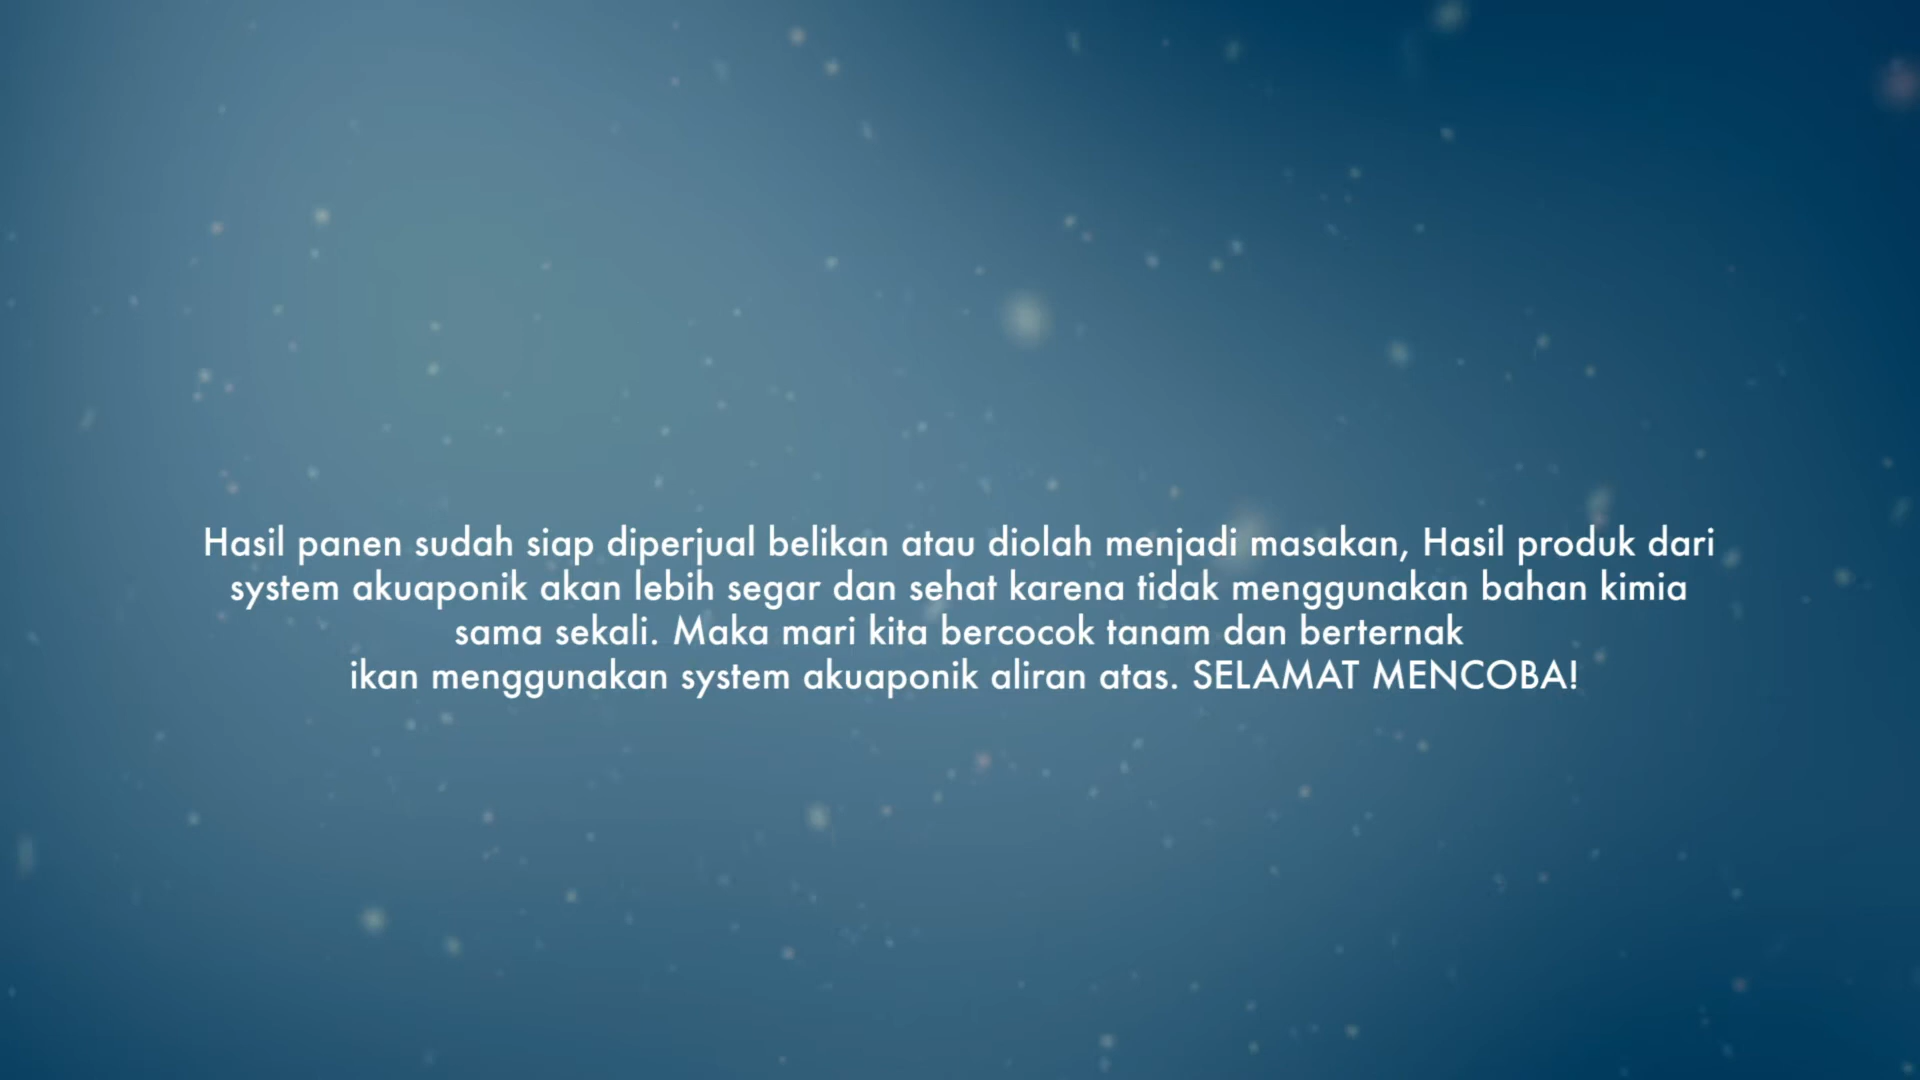 Hasil panen sudah siap diperjual belikan atau diolah menjadi masakan, Hasil produk dari
system akuaponik akan lebih segar dan sehat karena tidak menggunakan bahan kimia
sama sekali. Maka mari kita bercocok tanam dan berternak
ikan menggunakan system akuaponik aliran atas. SELAMAT MENCOBA!